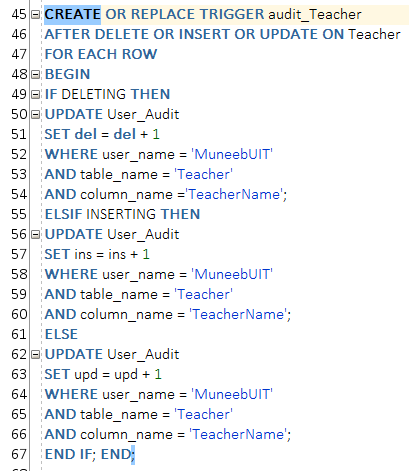 45 CREATE OR REPLACE TRIGGER audit_Teacher
46 AFTER DELETE OR INSERT OR UPDATE ON Teacher
47 FOR EACH ROW
48 BEGIN
49 IF DELETING THEN
50 UPDATE User_Audit
51 SET del = del + 1
52 WHERE user_name = 'MuneebUIT'
53 AND table_name = 'Teacher'
54 AND column_name ='TeacherName';
55 ELSIF INSERTING THEN
56 UPDATE User_Audit
57 SET ins = ins + 1
58 WHERE user_name = 'MuneebUIT'
59 AND table_name = 'Teacher'
60 AND column_name = 'TeacherName';
61 ELSE
62 UPDATE User_Audit
63 SET upd = upd + 1
64 WHERE user_name = 'MuneebUIT'
65 AND table_name = 'Teacher'
66 AND column_name = 'TeacherName';
67 END IF; END;